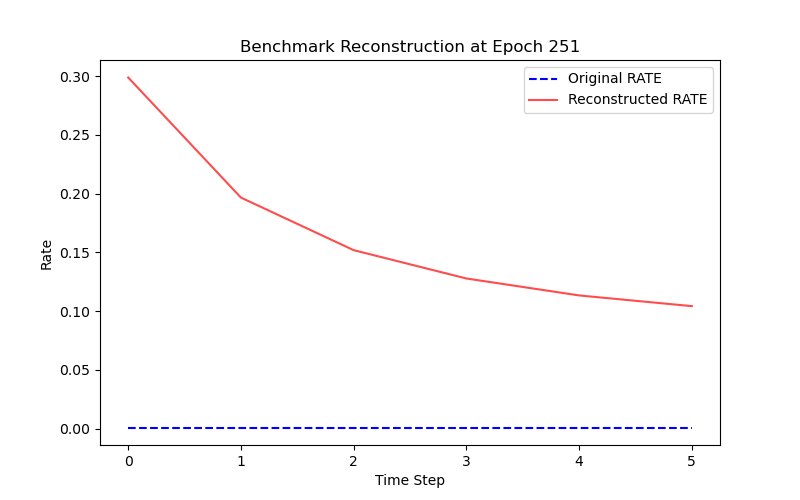 Benchmark Reconstruction at Epoch 251
Original RATE
Reconstructed RATE
Rate
0.30
0.25
0.20
0.15
0.10
0.05
0.00
0 1 2 3 4 5
Time Step